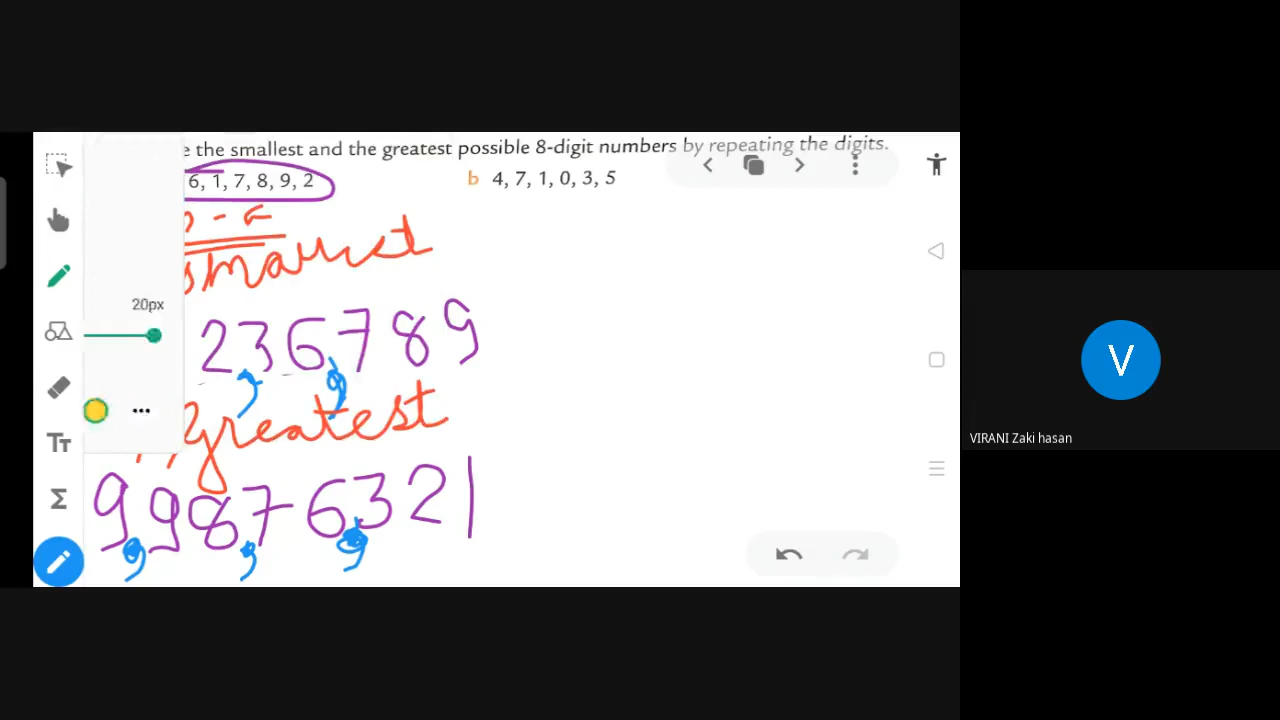 e the smallest and the greatest possible 8-digit numbers by repeating the digits.
6, 1, 7, 8, 9, 2
b 4, 7, 1, 0, 3, 5
smallest
20px
236789
greatest
99876321
Tт
Σ
V
VIRANI Zaki hasan